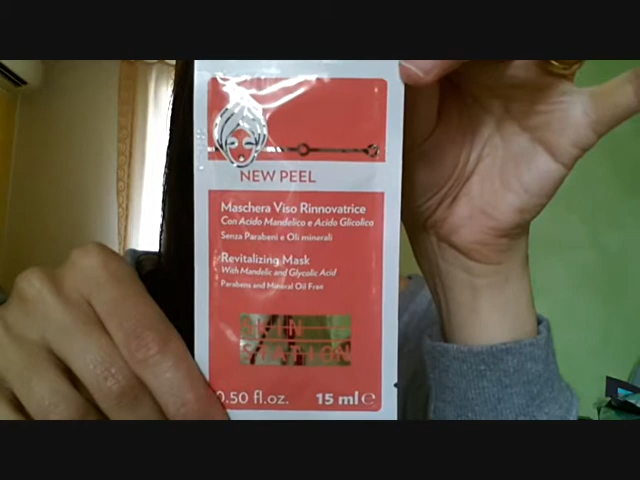 NEW PEEL
Maschera Viso Rinnovatrice
Con Acido Mandelico e Acido Glicolico
Senza Parabeni e Oli minerali
Revitalizing Mask
With Mandelic and Glycolic Acid
Parabens and Mineral Oil Free
SKIN
STATION
0.50 fl.oz. 15 ml e